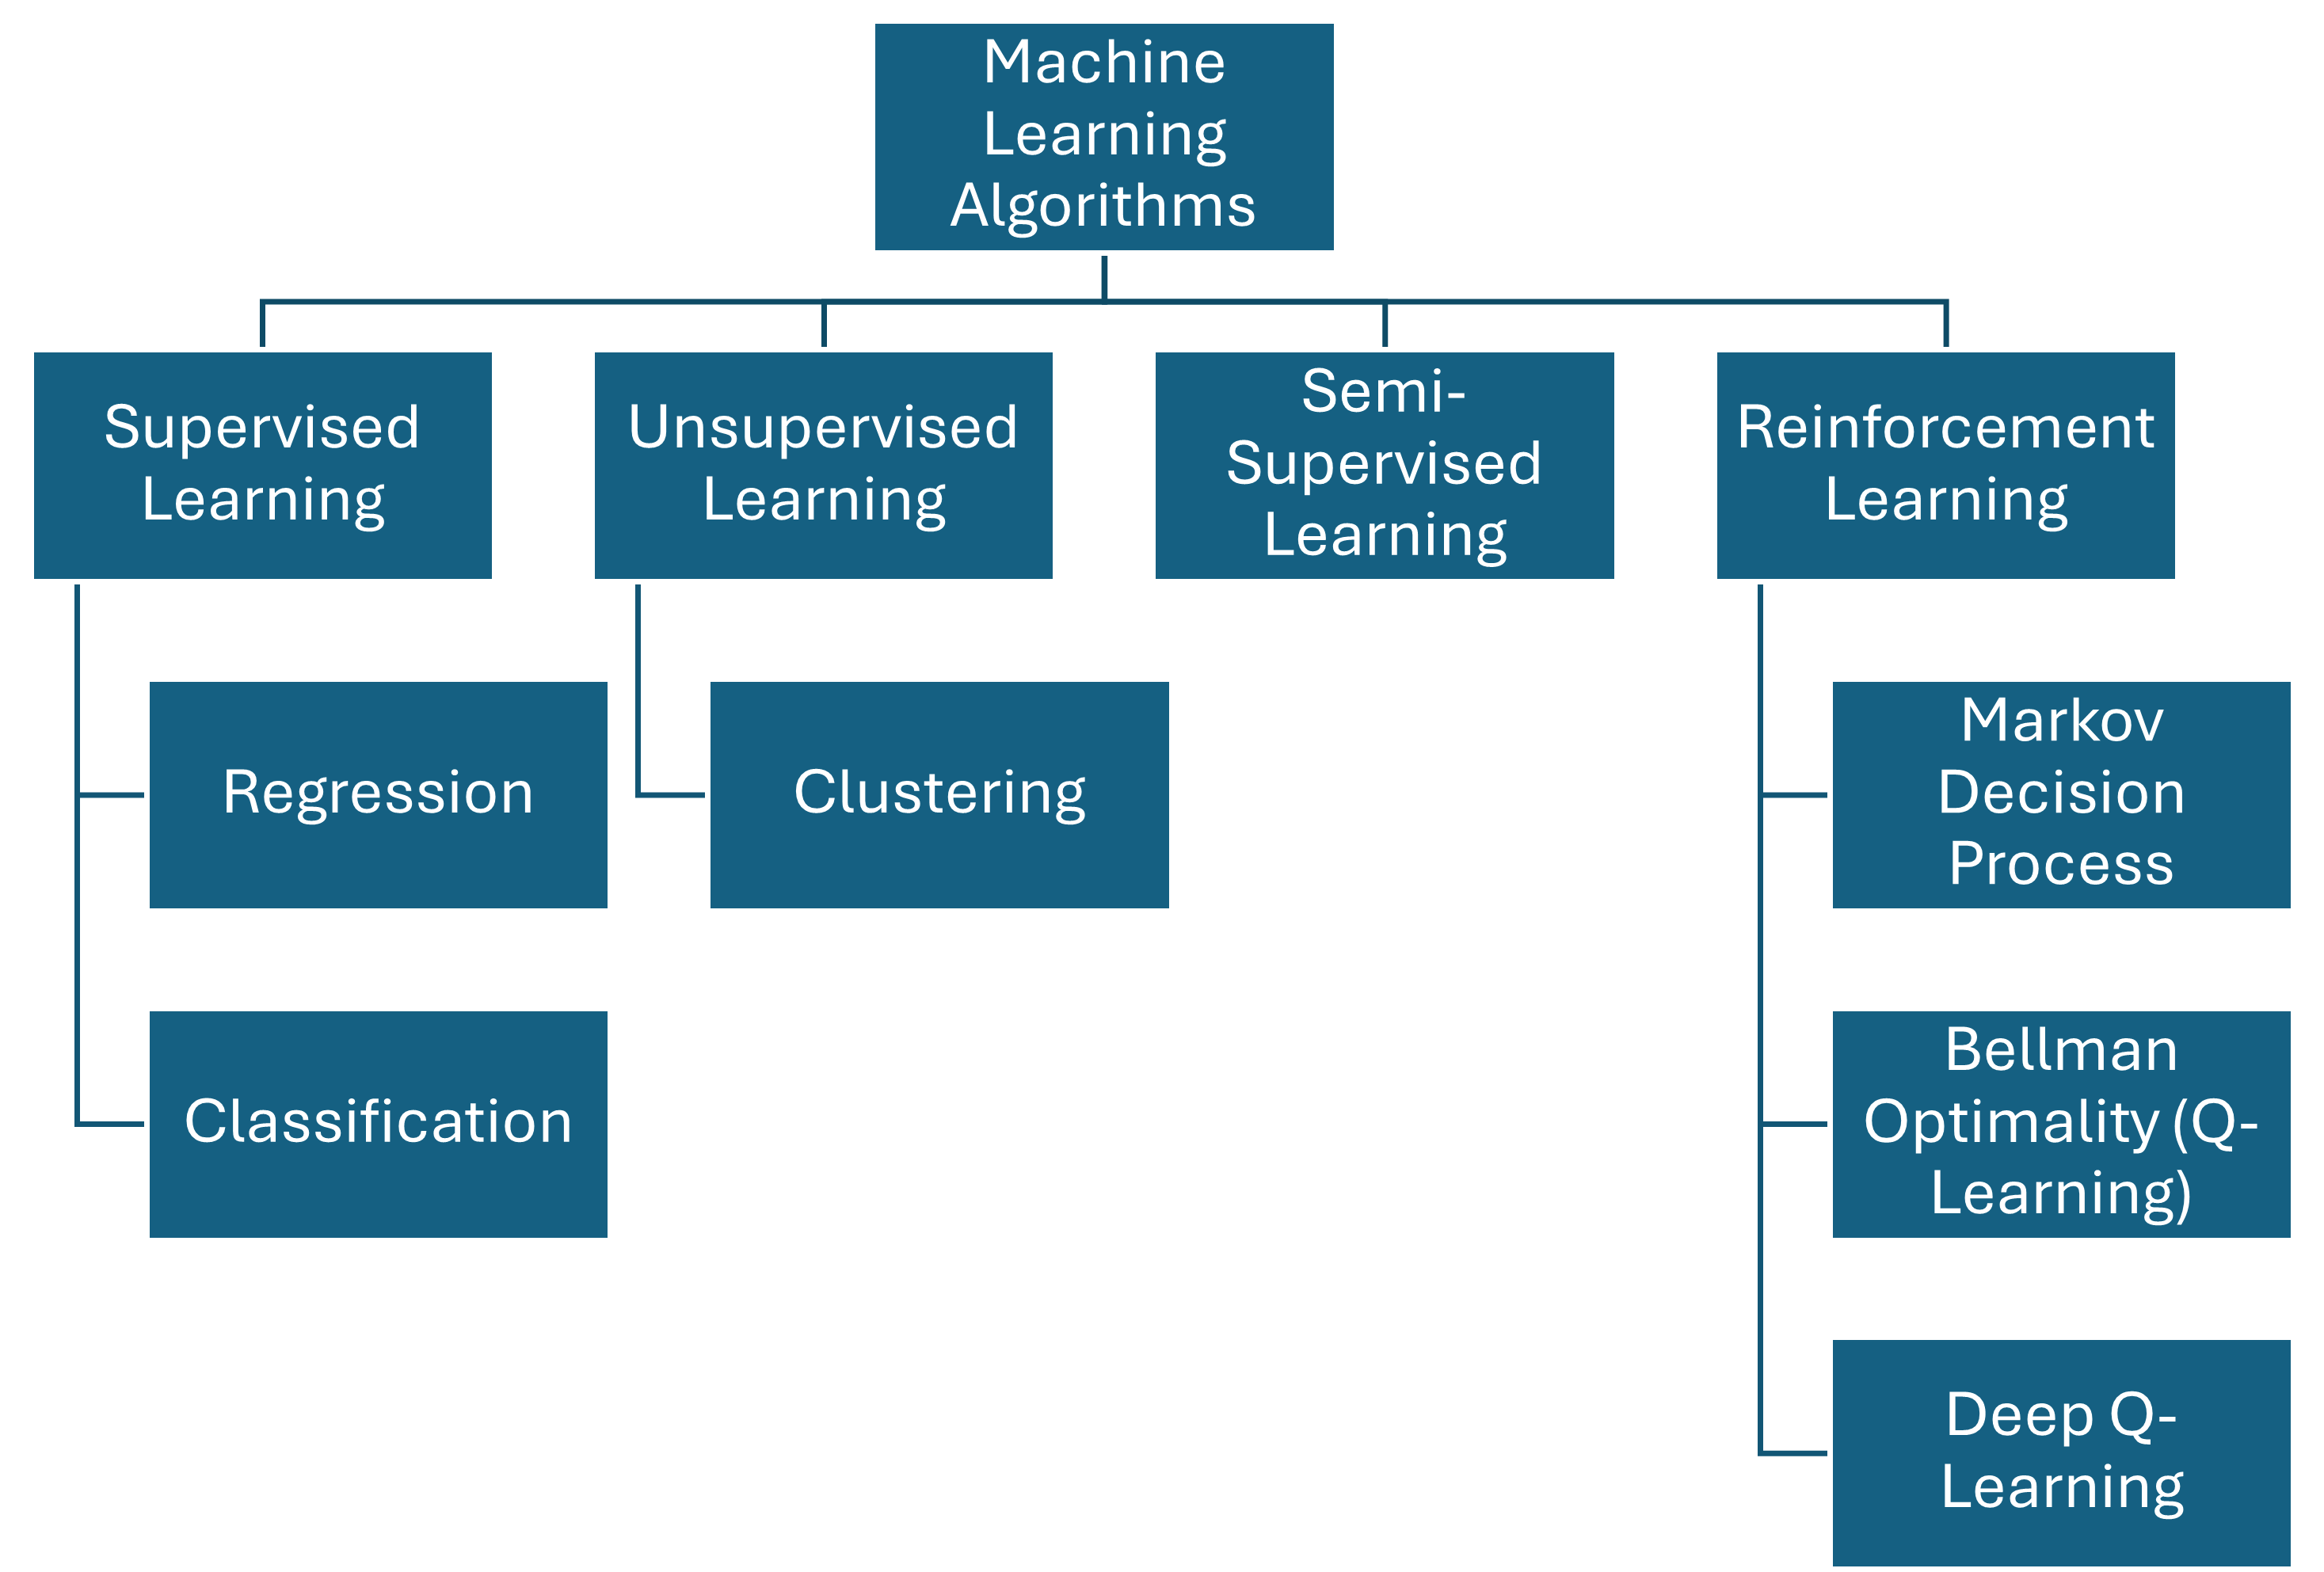 Machine
Learning
Algorithms
Supervised
Learning
Unsupervised
Learning
Semi-
Supervised
Learning
Reinforcement
Learning
Regression
Classification
Clustering
Markov
Decision
Process
Bellman
Optimality (Q-
Learning)
Deep Q-
Learning